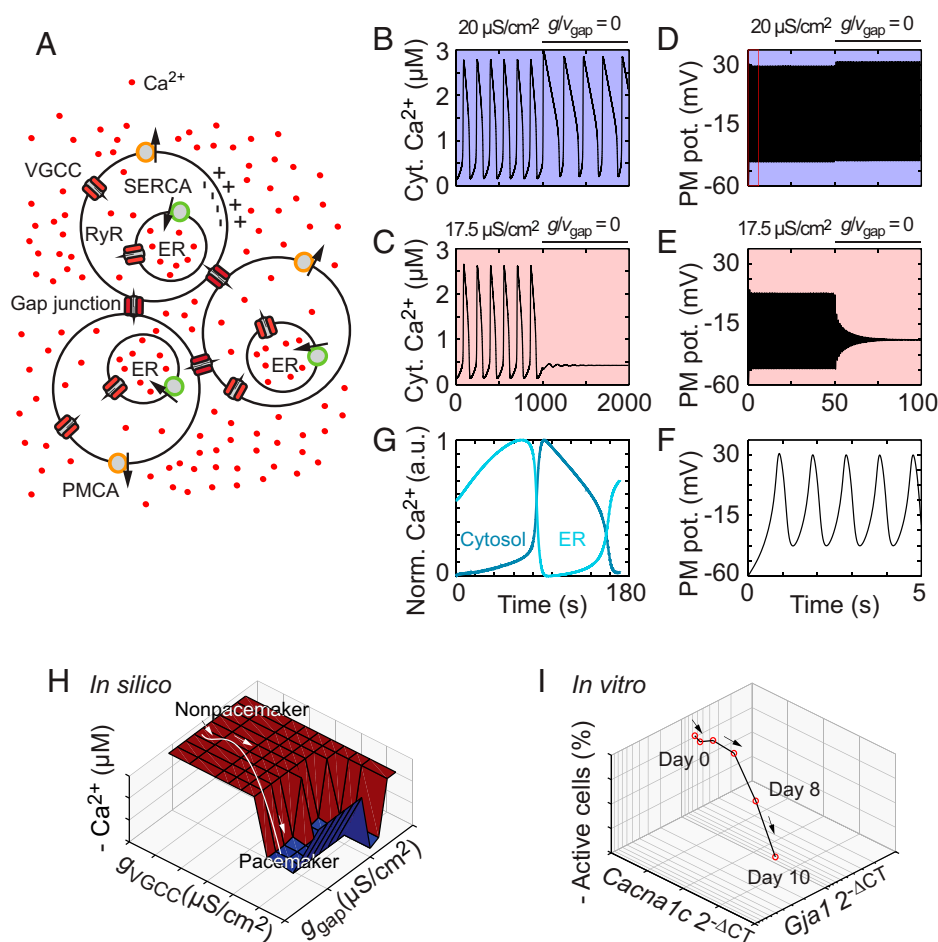 A
Ca2+
VGCC
SERCA
RyR
ER
Gap junction
ER
ER
PMCA
B
20 µS/cm2 g/vgap = 0
Cyt. Ca2+ (µM)
3
2
1
0
D
20 µS/cm2 g/vgap = 0
PM pot. (mV)
30
-15
-60
C
17.5 µS/cm2 g/vgap = 0
Cyt. Ca2+ (µM)
3
2
1
0
0 1000 2000
E
17.5 µS/cm2 g/vgap = 0
PM pot. (mV)
30
-15
-60
0 50 100
G
Norm. Ca2+ (a.u.)
1
0
Cytosol ER
0 Time (s) 180
F
PM pot. (mV)
30
-15
-60
0 Time (s) 5
H In silico
Nonpacemaker
Pacemaker
- Ca2+ (µM)
gVGCC(µS/cm2)
ggap(µS/cm2)
I In vitro
Day 0
Day 8
Day 10
- Active cells (%)
Cacna1c 2-ΔCT
Gja1 2-ΔCT